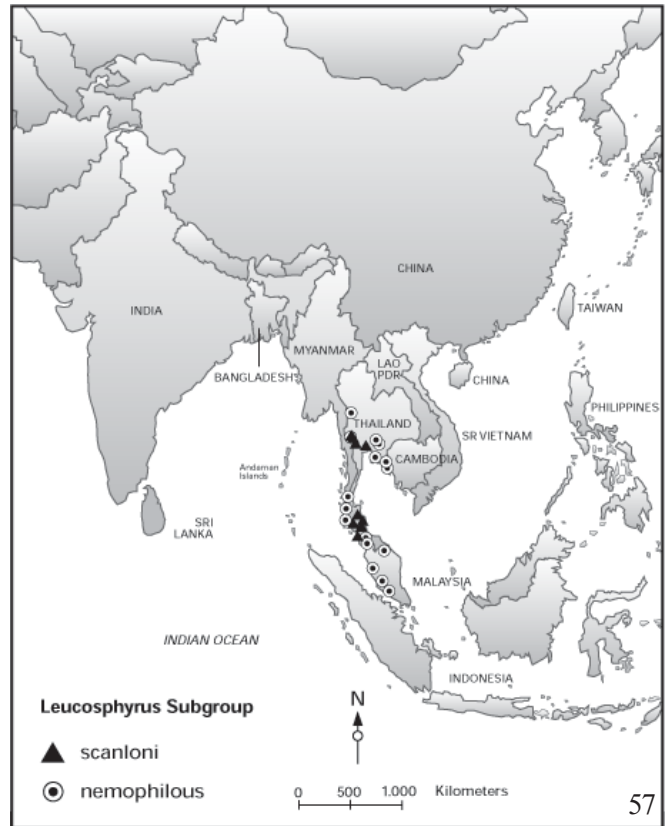 CHINA
INDIA
TAIWAN
MYANMAR
LAO
PDR
CHINA
BANGLADESH
PHILIPPINES
THAILAND
SR VIETNAM
CAMBODIA
Andaman
Islands
SRI
LANKA
MALAYSIA
INDIAN OCEAN
INDONESIA
Leucosphyrus Subgroup
scanloni
nemophilous
N
0 500 1.000 Kilometers
57